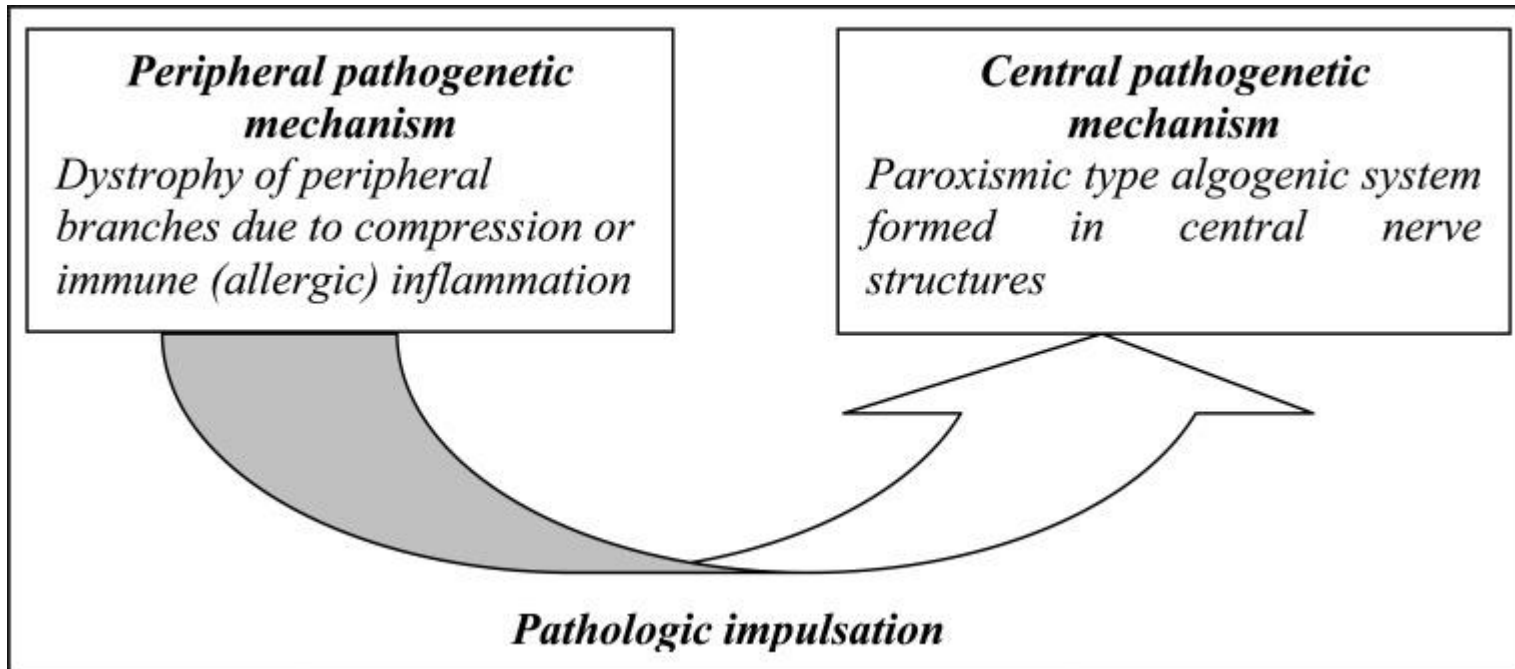 Peripheral pathogenetic
mechanism
Dystrophy of peripheral
branches due to compression or
immune (allergic) inflammation
Central pathogenetic
mechanism
Paroxismic type algogenic system
formed in central nerve
structures
Pathologic impulsation